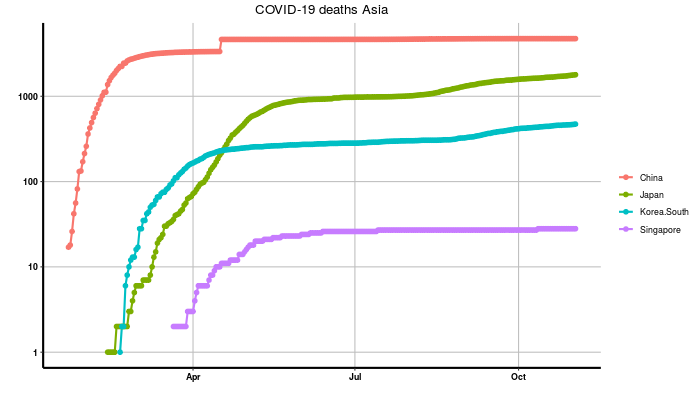 COVID-19 deaths Asia
1000
100
10
1
Apr
Jul
Oct
China
Japan
Korea.South
Singapore